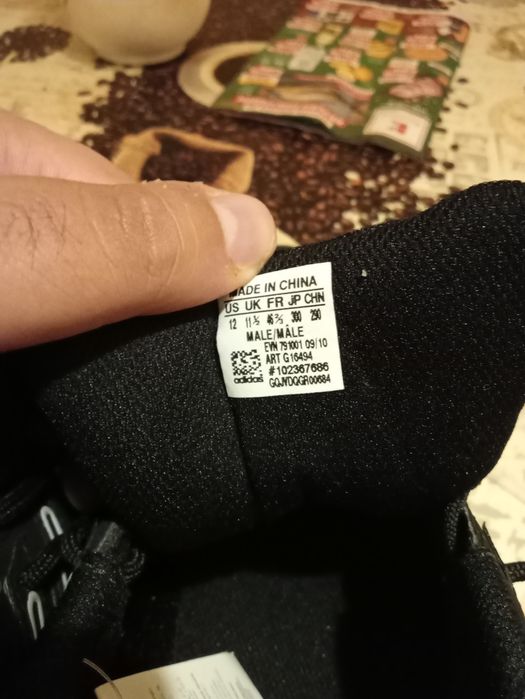 MADE IN CHINA
US UK FR JP CHN
12 11½ 46⅔ 300 290
MALE/MÂLE
EVN 791001 09/10
ART G16494
#102367686
adidas GQJYDQGR00684